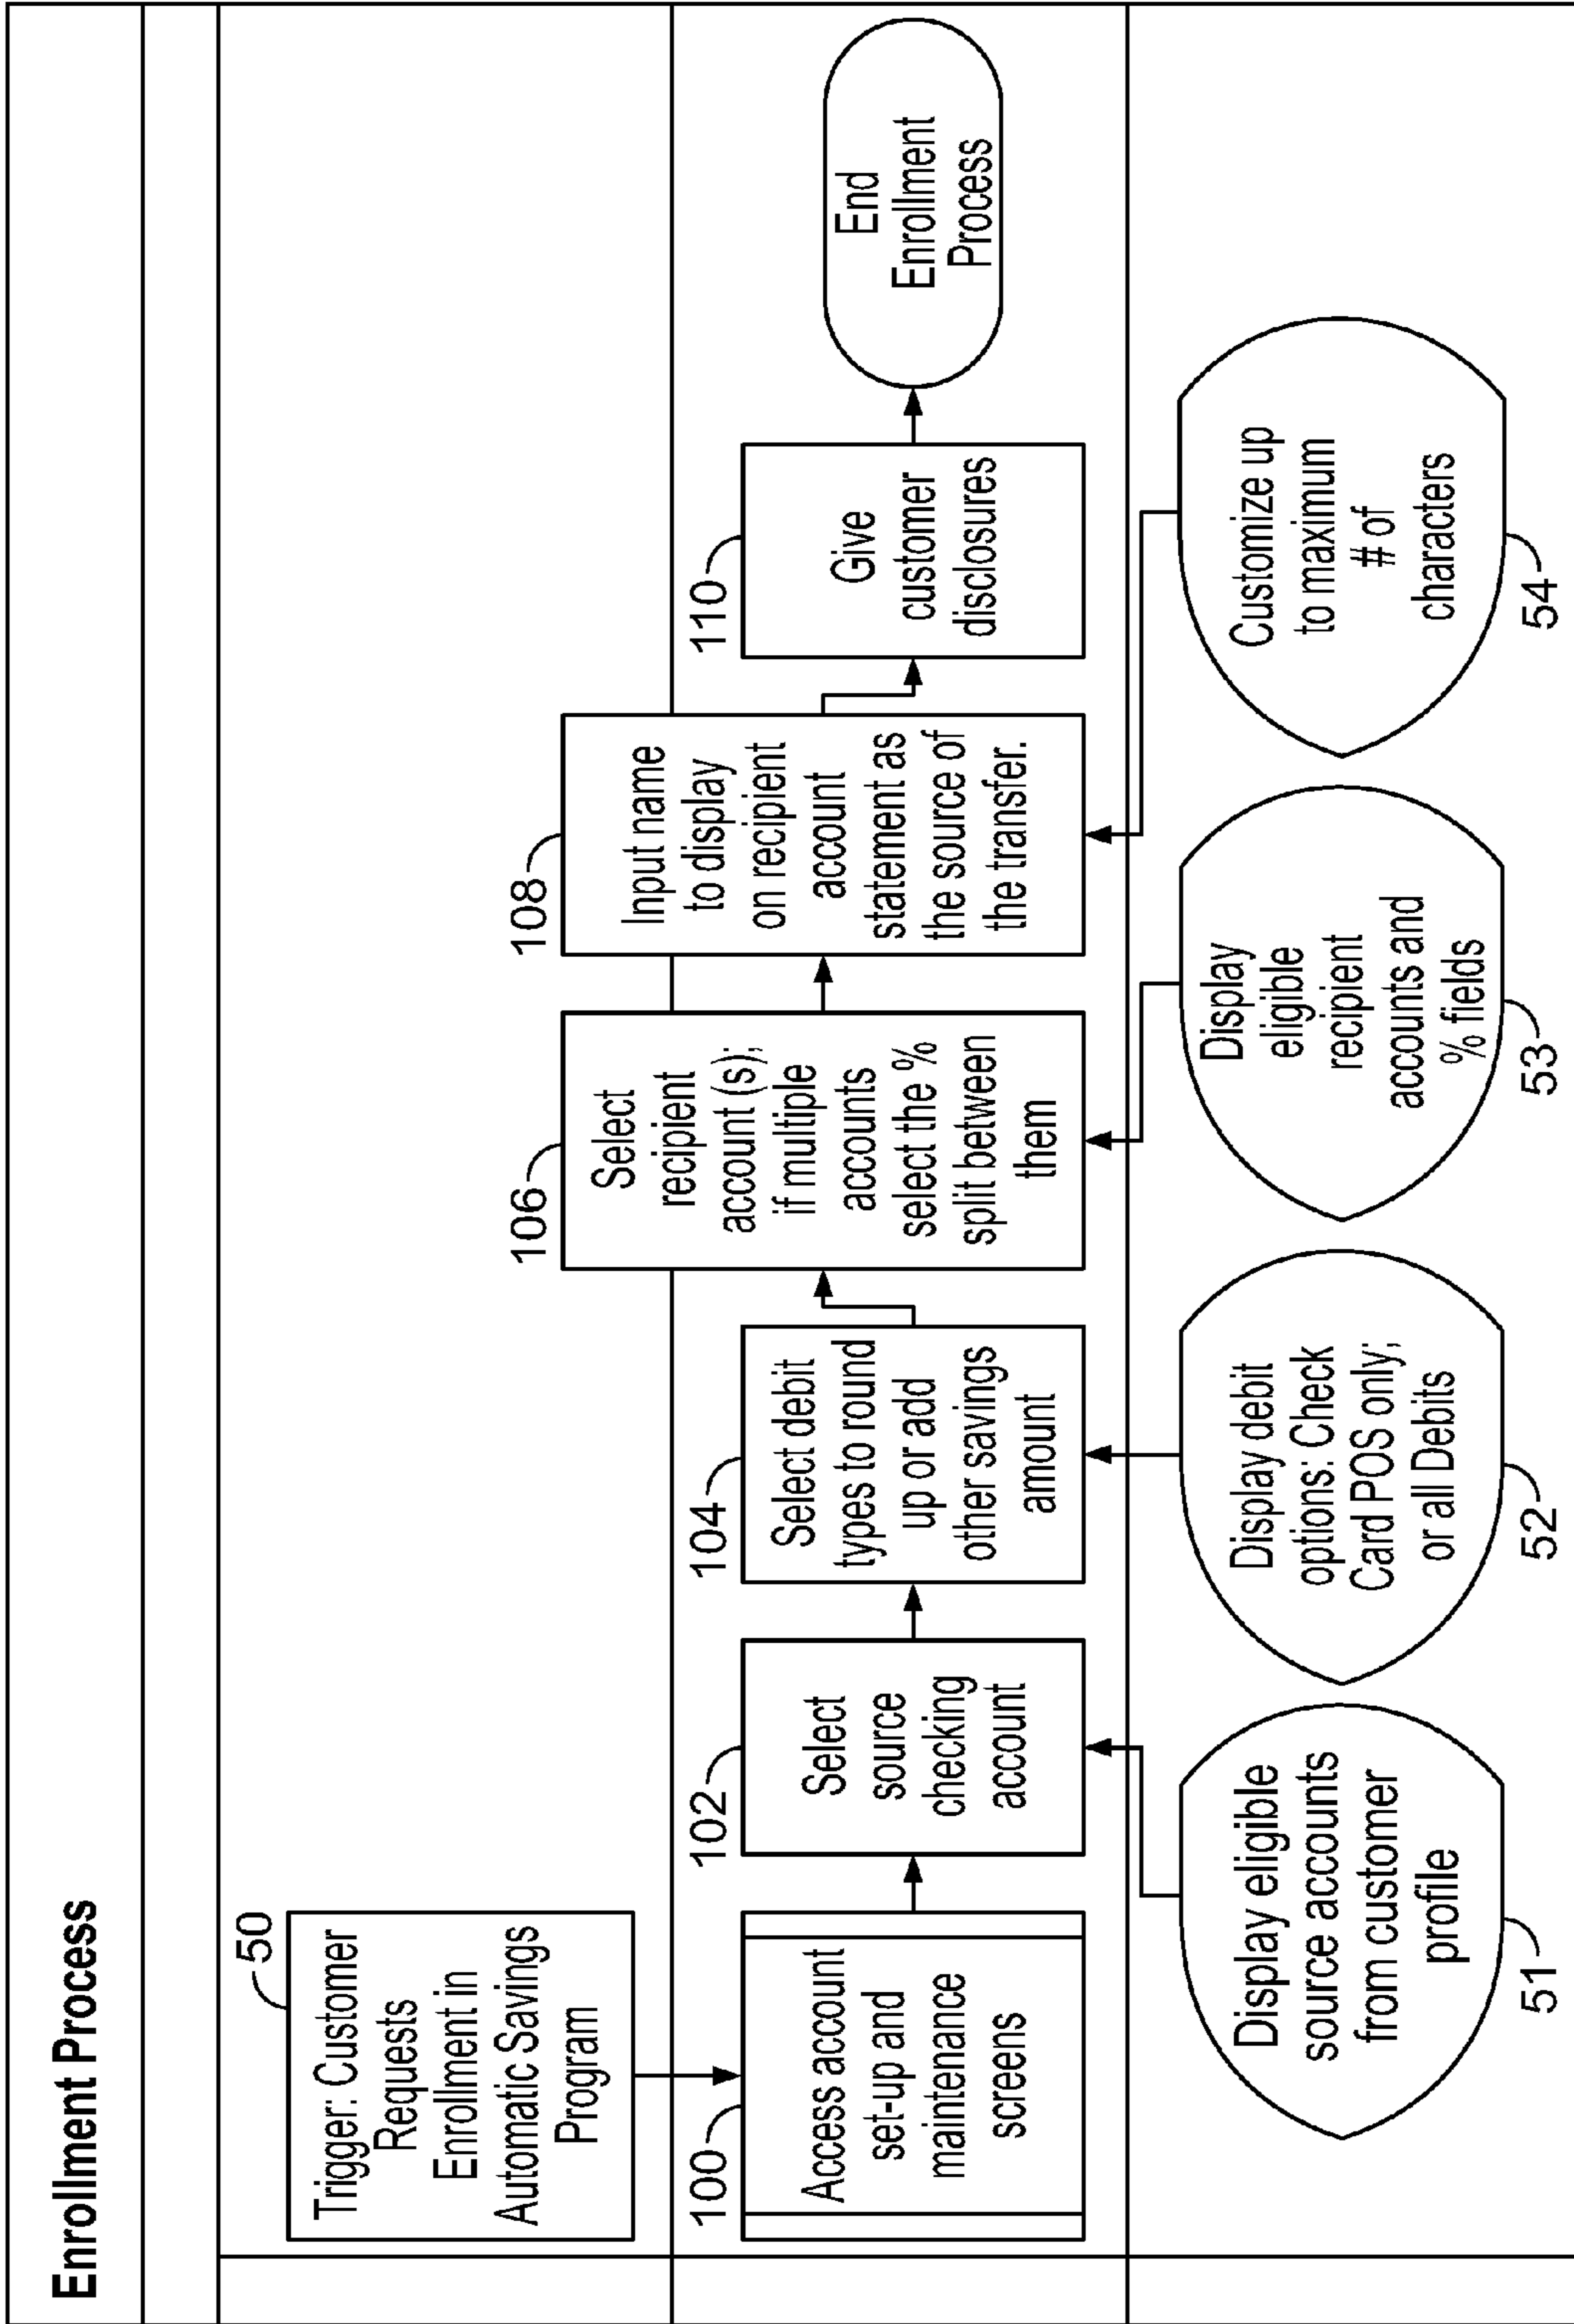 Enrollment Process
50
Trigger: Customer
Requests
Enrollment in
Automatic Savings
Program
100
Access account
set-up and
maintenance
screens
102
Select
source
checking
account
104
Select debit
types to round
up or add
other savings
amount
106
Select
recipient
account (s);
if multiple
accounts
select the %
split between
them
108
Input name
to display
on recipient
account
statement as
the source of
the transfer.
110
Give
customer
disclosures
End
Enrollment
Process
Display eligible
source accounts
from customer
profile
51
Display debit
options: Check
Card POS only;
or all Debits
52
Display
eligible
recipient
accounts and
% fields
53
Customize up
to maximum
# of
characters
54